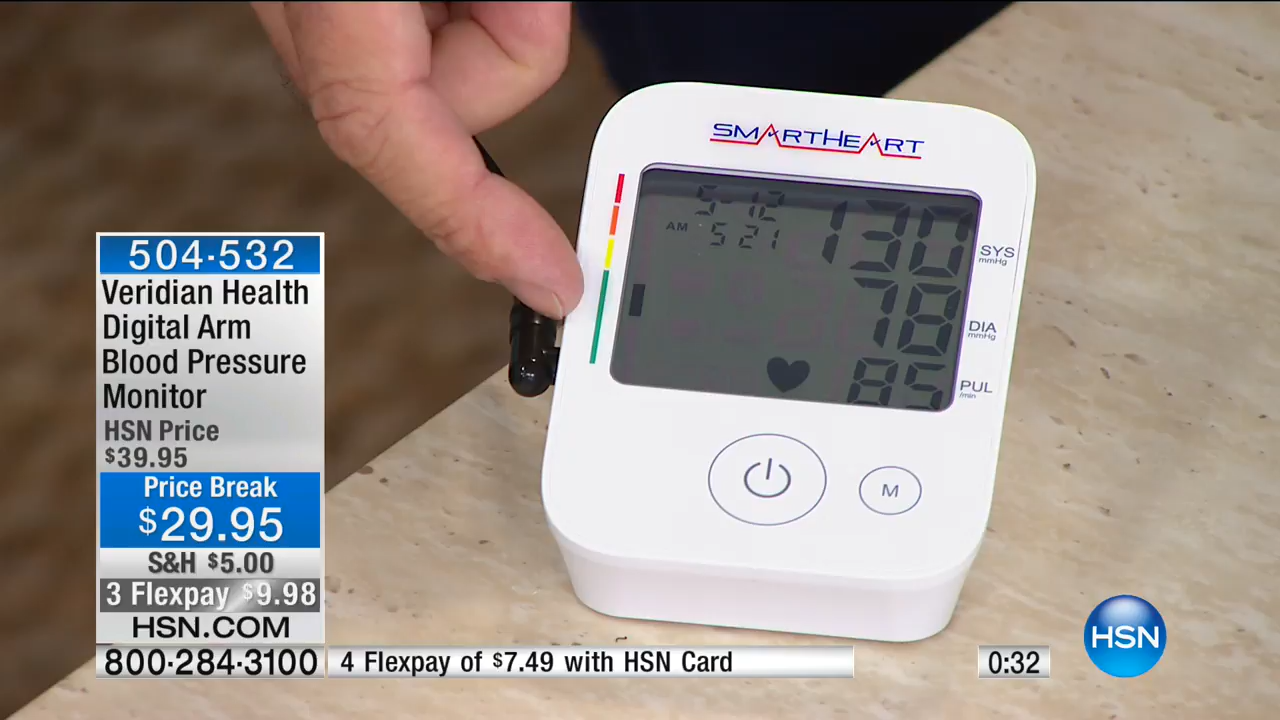 504-532
Veridian Health
Digital Arm
Blood Pressure
Monitor
HSN Price
$39.95
Price Break
$29.95
S&H $5.00
3 Flexpay $9.98
HSN.COM
800-284-3100
4 Flexpay of $7.49 with HSN Card
0:32
HSN
SMARTHEART
5-12
AM 5 21
130
SYS
mmHg
78
DIA
mmHg
85
PUL
/min
M